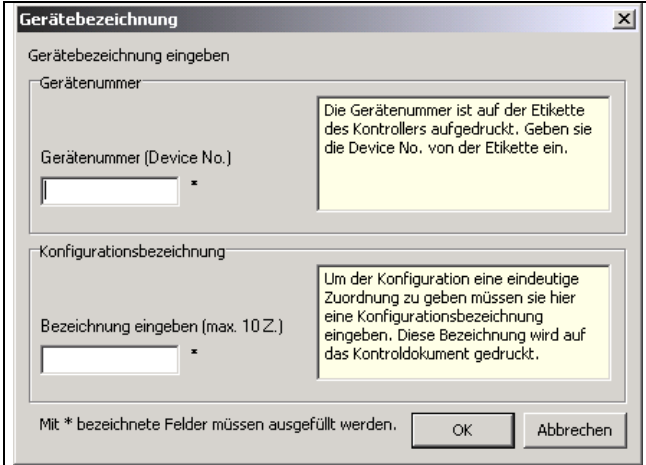 Gerätebezeichnung
Gerätebezeichnung eingeben
Gerätenummer
Die Gerätenummer ist auf der Etikette
des Kontrollers aufgedruckt. Geben sie
die Device No. von der Etikette ein.
Gerätenummer (Device No.)
*
Konfigurationsbezeichnung
Um der Konfiguration eine eindeutige
Zuordnung zu geben müssen sie hier
eine Konfigurationsbezeichnung
eingeben. Diese Bezeichnung wird auf
das Kontroldokument gedruckt.
Bezeichnung eingeben (max. 10 Z.)
*
Mit * bezeichnete Felder müssen ausgefüllt werden.
OK
Abbrechen